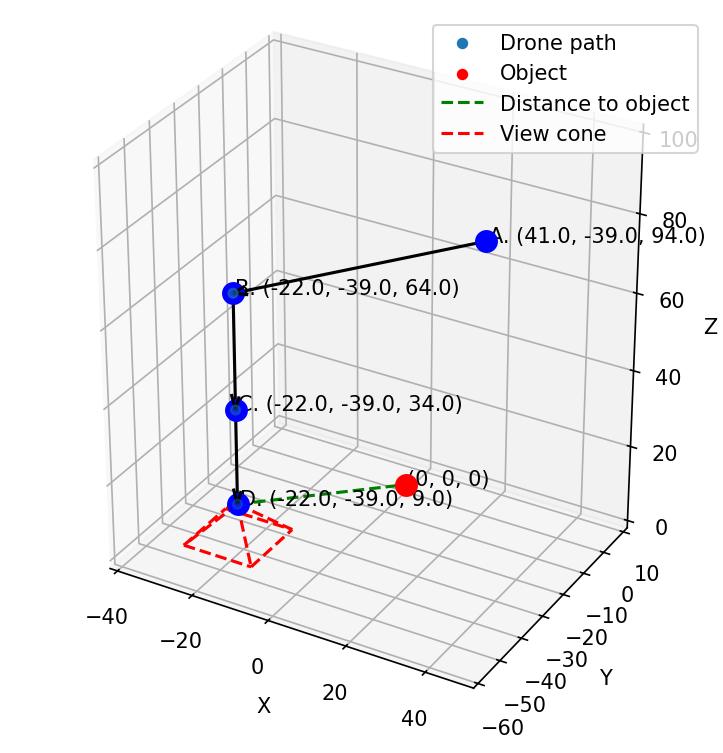 Drone path
Object
Distance to object
View cone
100
80
A. (41.0, -39.0, 94.0)
B. (-22.0, -39.0, 64.0)
60
Z
40
C. (-22.0, -39.0, 34.0)
20
(0, 0, 0)
D. (-22.0, -39.0, 9.0)
0
10
0
−10
−20
−30
Y
−40
−50
−60
−40
−20
0
20
40
X